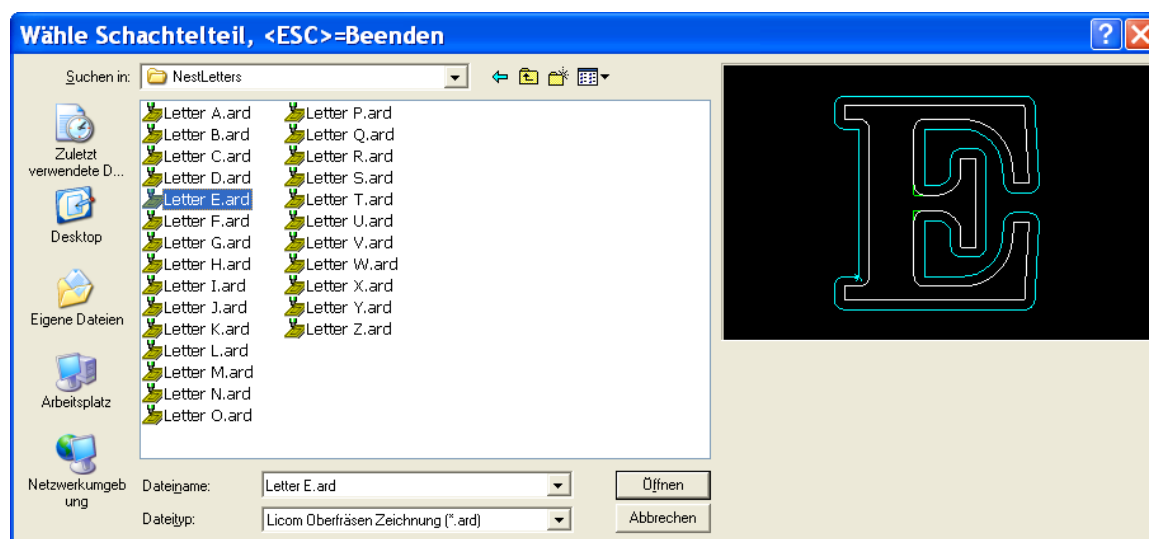 Wähle Schachtelteil, <ESC>=Beenden
Suchen in: NestLetters
Zuletzt
verwendete D...
Desktop
Eigene Dateien
Arbeitsplatz
Netzwerkumgeb
ung
Letter A.ard
Letter B.ard
Letter C.ard
Letter D.ard
Letter E.ard
Letter F.ard
Letter G.ard
Letter H.ard
Letter I.ard
Letter J.ard
Letter K.ard
Letter L.ard
Letter M.ard
Letter N.ard
Letter O.ard
Letter P.ard
Letter Q.ard
Letter R.ard
Letter S.ard
Letter T.ard
Letter U.ard
Letter V.ard
Letter W.ard
Letter X.ard
Letter Y.ard
Letter Z.ard
E
Dateiname: Letter E.ard Öffnen
Dateityp: Licom Oberfräsen Zeichnung (*.ard) Abbrechen